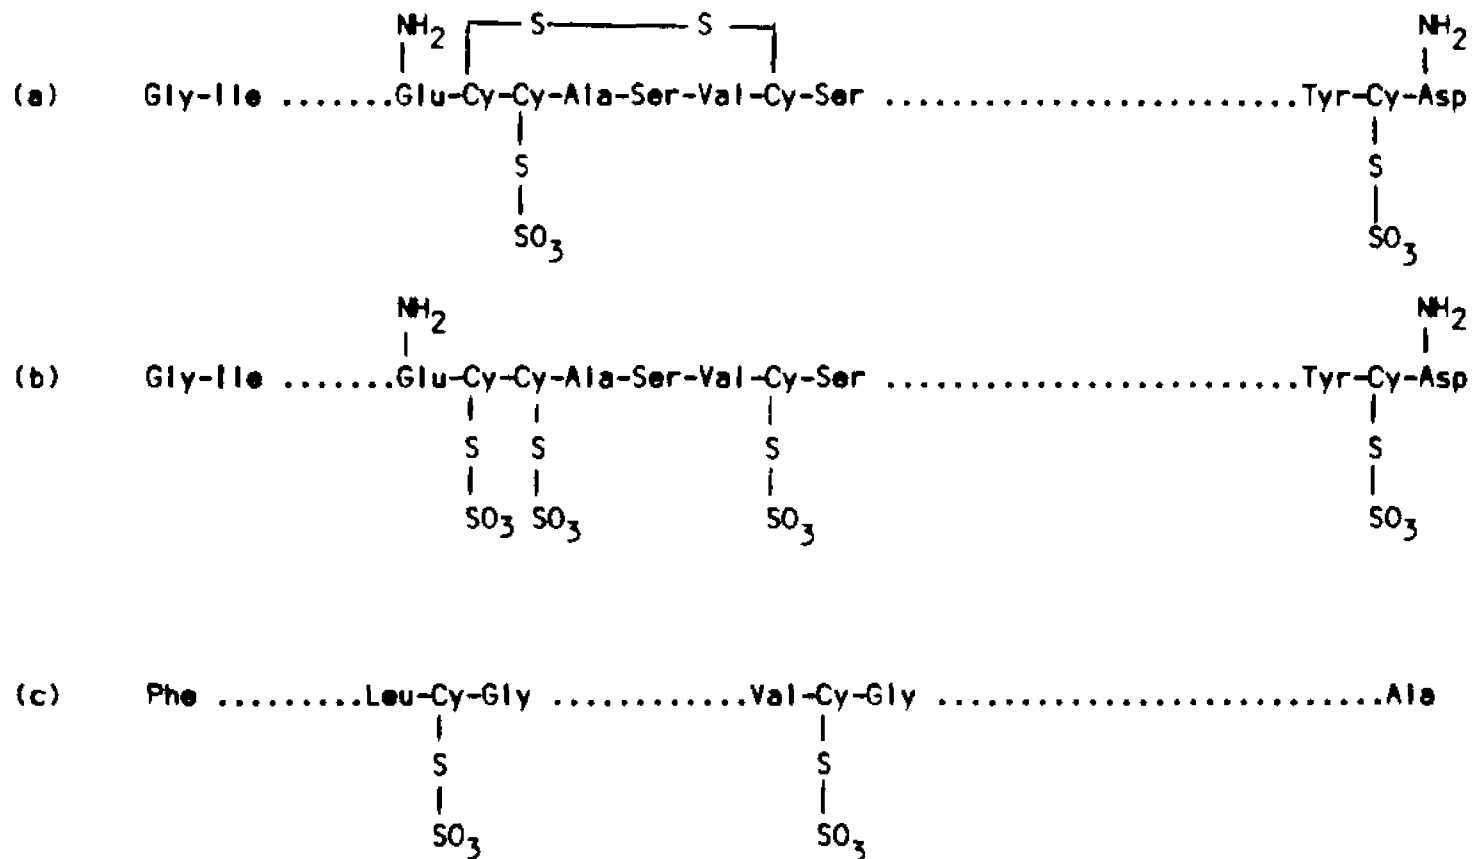 NH2 S S NH2
(a) Gly-Ile .......Glu-Cy-Cy-Ala-Ser-Val-Cy-Ser ............................Tyr-Cy-Asp
S S
SO3 SO3
NH2 NH2
(b) Gly-Ile .......Glu-Cy-Cy-Ala-Ser-Val-Cy-Ser ............................Tyr-Cy-Asp
S S S S
SO3 SO3 SO3 SO3
(c) Phe .........Leu-Cy-Gly ............Val-Cy-Gly ............................Ala
S S
SO3 SO3